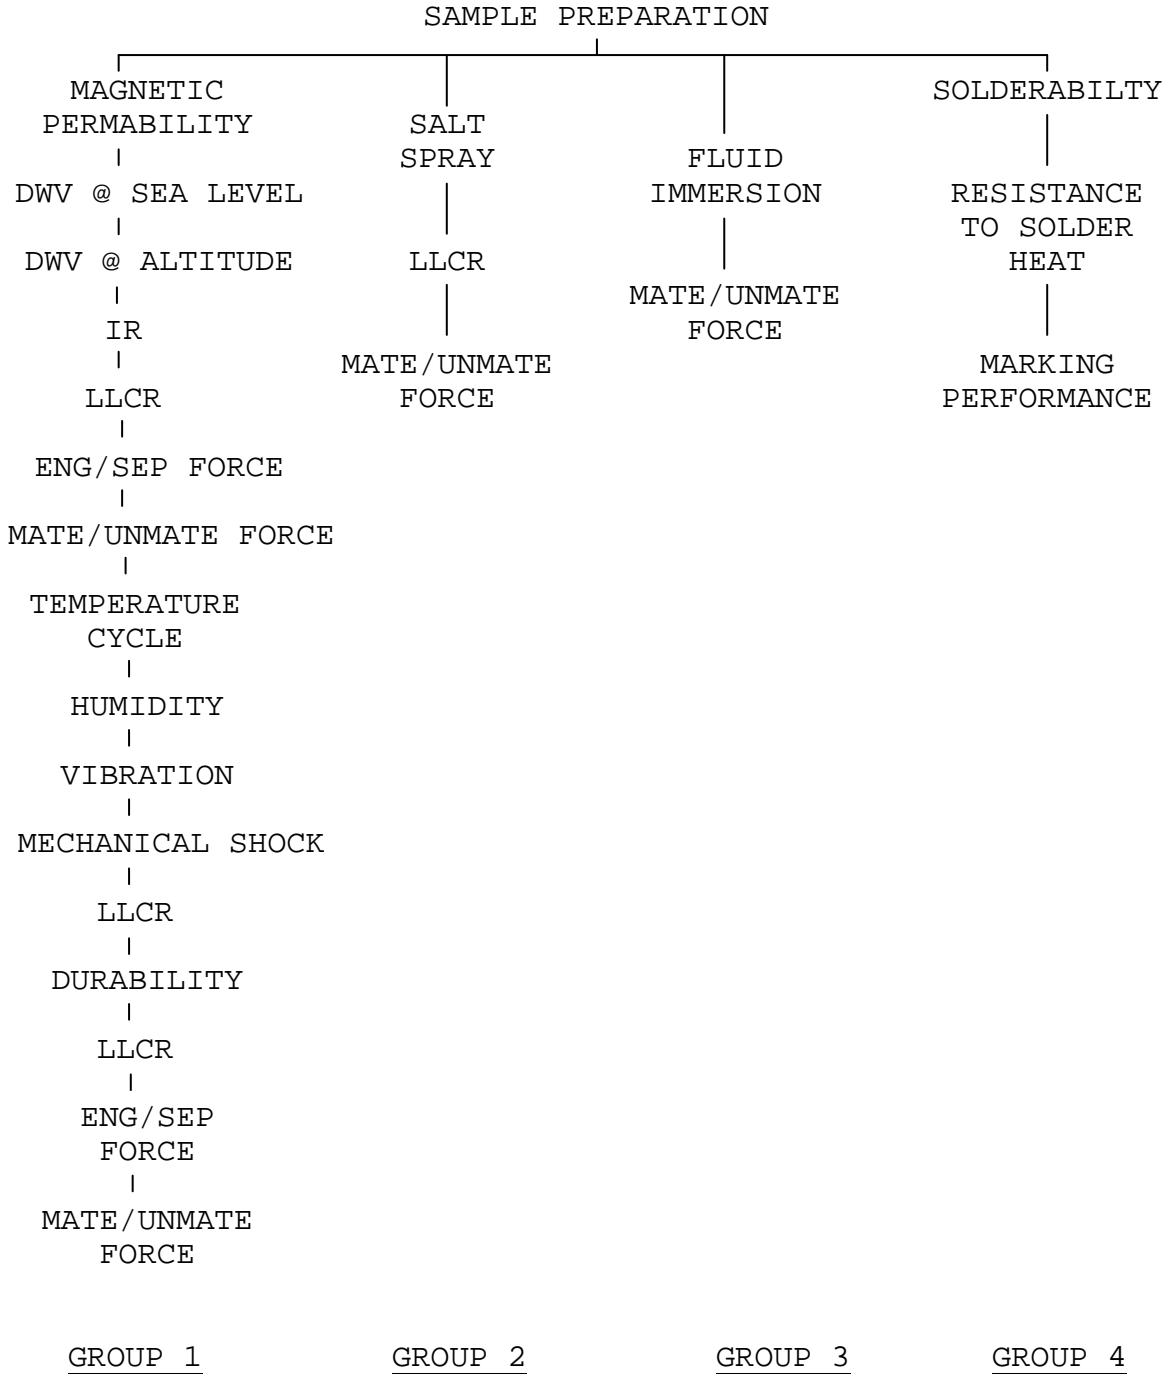 SAMPLE PREPARATION
MAGNETIC
PERMABILITY
DWV @ SEA LEVEL
DWV @ ALTITUDE
IR
LLCR
ENG/SEP FORCE
MATE/UNMATE FORCE
TEMPERATURE
CYCLE
HUMIDITY
VIBRATION
MECHANICAL SHOCK
LLCR
DURABILITY
LLCR
ENG/SEP
FORCE
MATE/UNMATE
FORCE
GROUP 1
SALT
SPRAY
LLCR
MATE/UNMATE
FORCE
GROUP 2
FLUID
IMMERSION
MATE/UNMATE
FORCE
GROUP 3
SOLDERABILTY
RESISTANCE
TO SOLDER
HEAT
MARKING
PERFORMANCE
GROUP 4